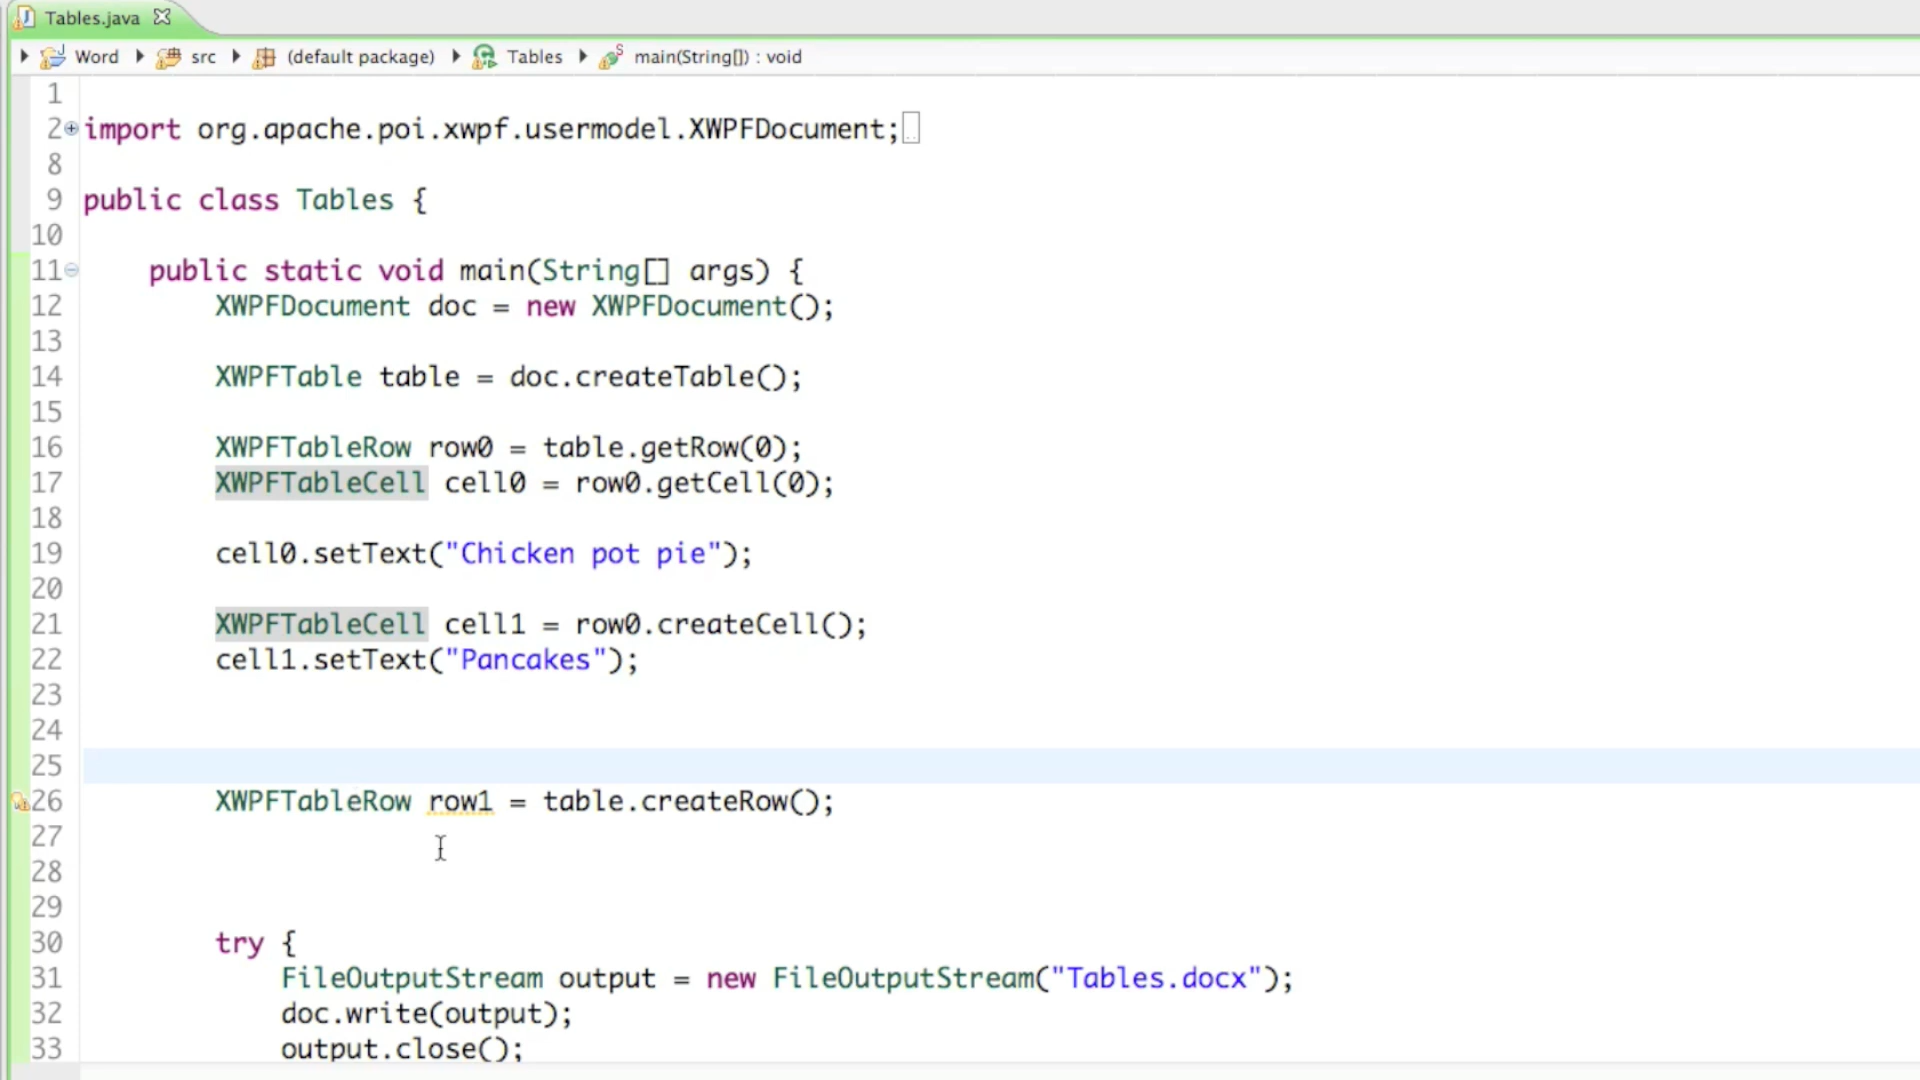 Tables.java
Word src (default package) Tables main(String[]) : void
1
2 import org.apache.poi.xwpf.usermodel.XWPFDocument;
8
9 public class Tables {
10
11 public static void main(String[] args) {
12 XWPFDocument doc = new XWPFDocument();
13
14 XWPFTable table = doc.createTable();
15
16 XWPFTableRow row0 = table.getRow(0);
17 XWPFTableCell cell0 = row0.getCell(0);
18
19 cell0.setText("Chicken pot pie");
20
21 XWPFTableCell cell1 = row0.createCell();
22 cell1.setText("Pancakes");
23
24
25
26 XWPFTableRow row1 = table.createRow();
27
28
29
30 try {
31 FileOutputStream output = new FileOutputStream("Tables.docx");
32 doc.write(output);
33 output.close();